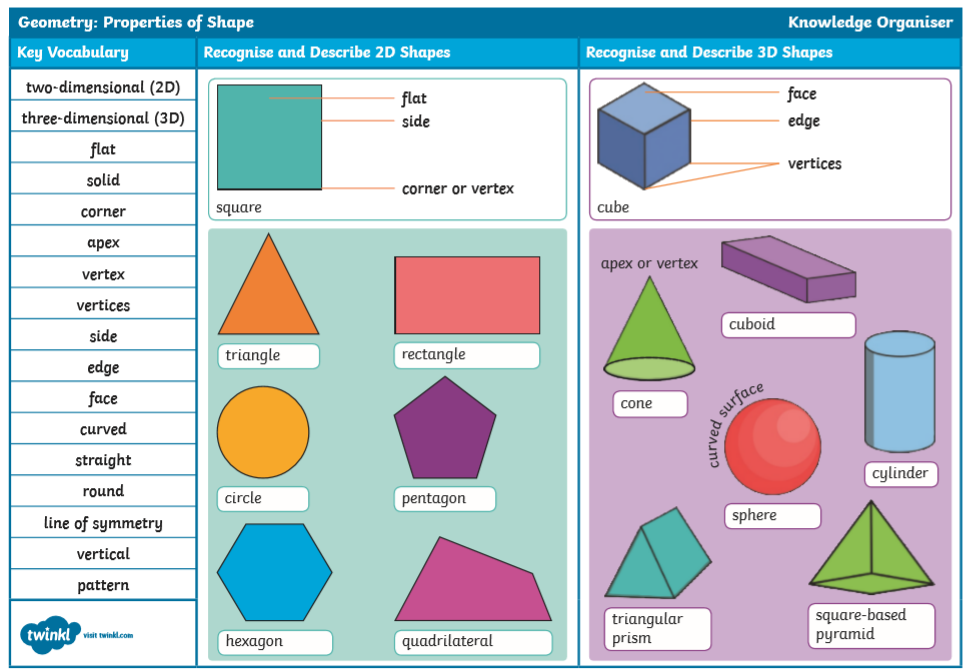 Geometry: Properties of Shape
Knowledge Organiser
Key Vocabulary
two-dimensional (2D)
three-dimensional (3D)
flat
solid
corner
apex
vertex
vertices
side
edge
face
curved
straight
round
line of symmetry
vertical
pattern
twinkl
visit twinkl.com
Recognise and Describe 2D Shapes
flat
side
corner or vertex
square
triangle
rectangle
circle
pentagon
hexagon
quadrilateral
Recognise and Describe 3D Shapes
face
edge
vertices
cube
apex or vertex
cuboid
cone
curved surface
cylinder
sphere
triangular
prism
square-based
pyramid